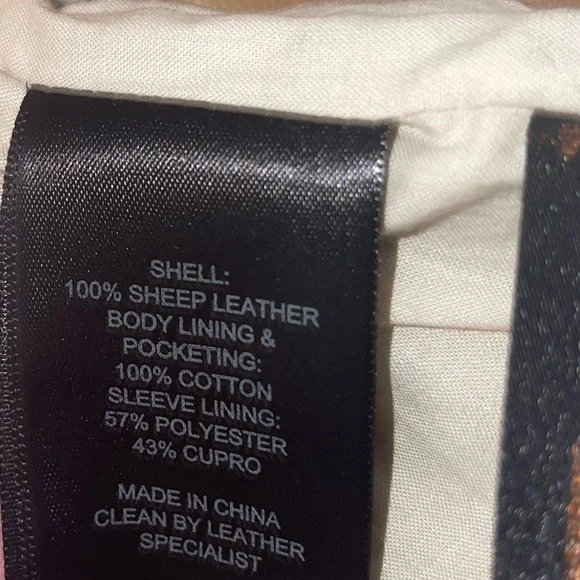 SHELL:
100% SHEEP LEATHER
BODY LINING &
POCKETING:
100% COTTON
SLEEVE LINING:
57% POLYESTER
43% CUPRO
MADE IN CHINA
CLEAN BY LEATHER
SPECIALIST